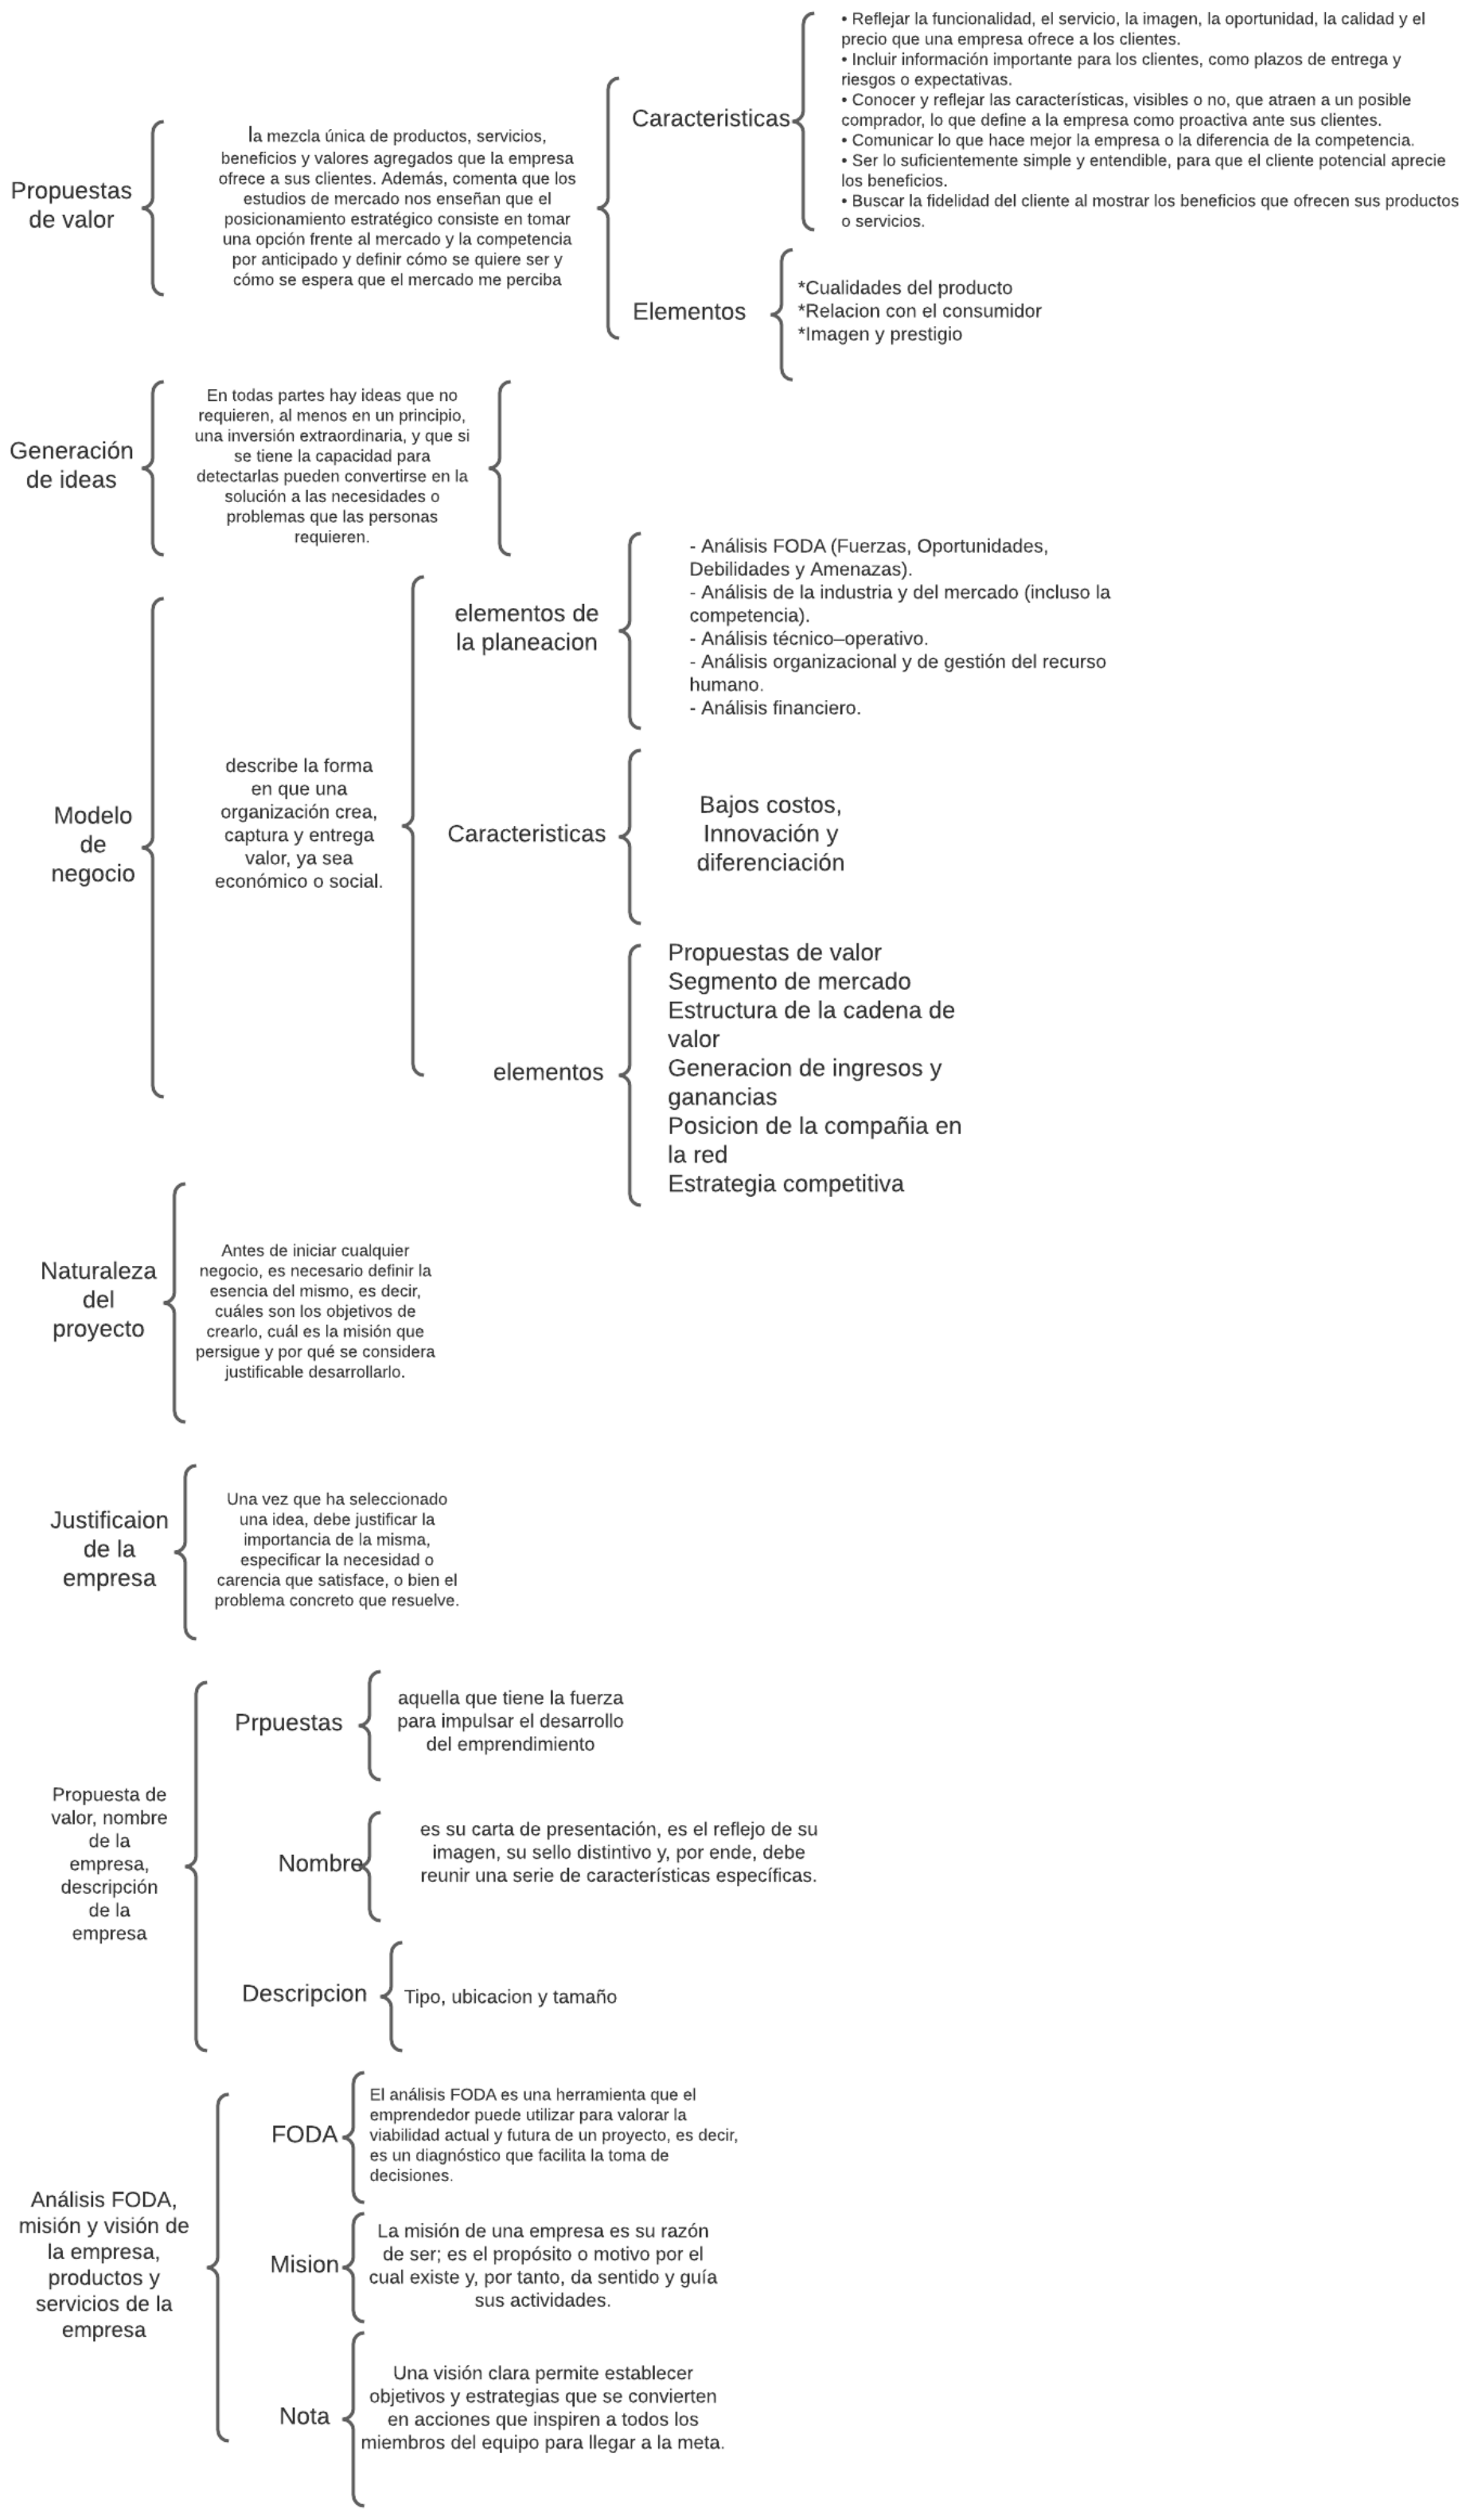 Propuestas
de valor
la mezcla única de productos, servicios,
beneficios y valores agregados que la empresa
ofrece a sus clientes. Además, comenta que los
estudios de mercado nos enseñan que el
posicionamiento estratégico consiste en tomar
una opción frente al mercado y la competencia
por anticipado y definir cómo se quiere ser y
cómo se espera que el mercado me perciba
Caracteristicas
• Reflejar la funcionalidad, el servicio, la imagen, la oportunidad, la calidad y el
precio que una empresa ofrece a los clientes.
• Incluir información importante para los clientes, como plazos de entrega y
riesgos o expectativas.
• Conocer y reflejar las características, visibles o no, que atraen a un posible
comprador, lo que define a la empresa como proactiva ante sus clientes.
• Comunicar lo que hace mejor la empresa o la diferencia de la competencia.
• Ser lo suficientemente simple y entendible, para que el cliente potencial aprecie
los beneficios.
• Buscar la fidelidad del cliente al mostrar los beneficios que ofrecen sus productos
o servicios.
Elementos
*Cualidades del producto
*Relacion con el consumidor
*Imagen y prestigio
Generación
de ideas
En todas partes hay ideas que no
requieren, al menos en un principio,
una inversión extraordinaria, y que si
se tiene la capacidad para
detectarlas pueden convertirse en la
solución a las necesidades o
problemas que las personas
requieren.
Modelo
de
negocio
describe la forma
en que una
organización crea,
captura y entrega
valor, ya sea
económico o social.
elementos de
la planeacion
- Análisis FODA (Fuerzas, Oportunidades,
Debilidades y Amenazas).
- Análisis de la industria y del mercado (incluso la
competencia).
- Análisis técnico–operativo.
- Análisis organizacional y de gestión del recurso
humano.
- Análisis financiero.
Caracteristicas
Bajos costos,
Innovación y
diferenciación
elementos
Propuestas de valor
Segmento de mercado
Estructura de la cadena de
valor
Generacion de ingresos y
ganancias
Posicion de la compañia en
la red
Estrategia competitiva
Naturaleza
del
proyecto
Antes de iniciar cualquier
negocio, es necesario definir la
esencia del mismo, es decir,
cuáles son los objetivos de
crearlo, cuál es la misión que
persigue y por qué se considera
justificable desarrollarlo.
Justificaion
de la
empresa
Una vez que ha seleccionado
una idea, debe justificar la
importancia de la misma,
especificar la necesidad o
carencia que satisface, o bien el
problema concreto que resuelve.
Propuesta de
valor, nombre
de la
empresa,
descripción
de la
empresa
Prpuestas
aquella que tiene la fuerza
para impulsar el desarrollo
del emprendimiento
Nombre
es su carta de presentación, es el reflejo de su
imagen, su sello distintivo y, por ende, debe
reunir una serie de características específicas.
Descripcion
Tipo, ubicacion y tamaño
Análisis FODA,
misión y visión de
la empresa,
productos y
servicios de la
empresa
FODA
El análisis FODA es una herramienta que el
emprendedor puede utilizar para valorar la
viabilidad actual y futura de un proyecto, es decir,
es un diagnóstico que facilita la toma de
decisiones.
Mision
La misión de una empresa es su razón
de ser; es el propósito o motivo por el
cual existe y, por tanto, da sentido y guía
sus actividades.
Nota
Una visión clara permite establecer
objetivos y estrategias que se convierten
en acciones que inspiren a todos los
miembros del equipo para llegar a la meta.